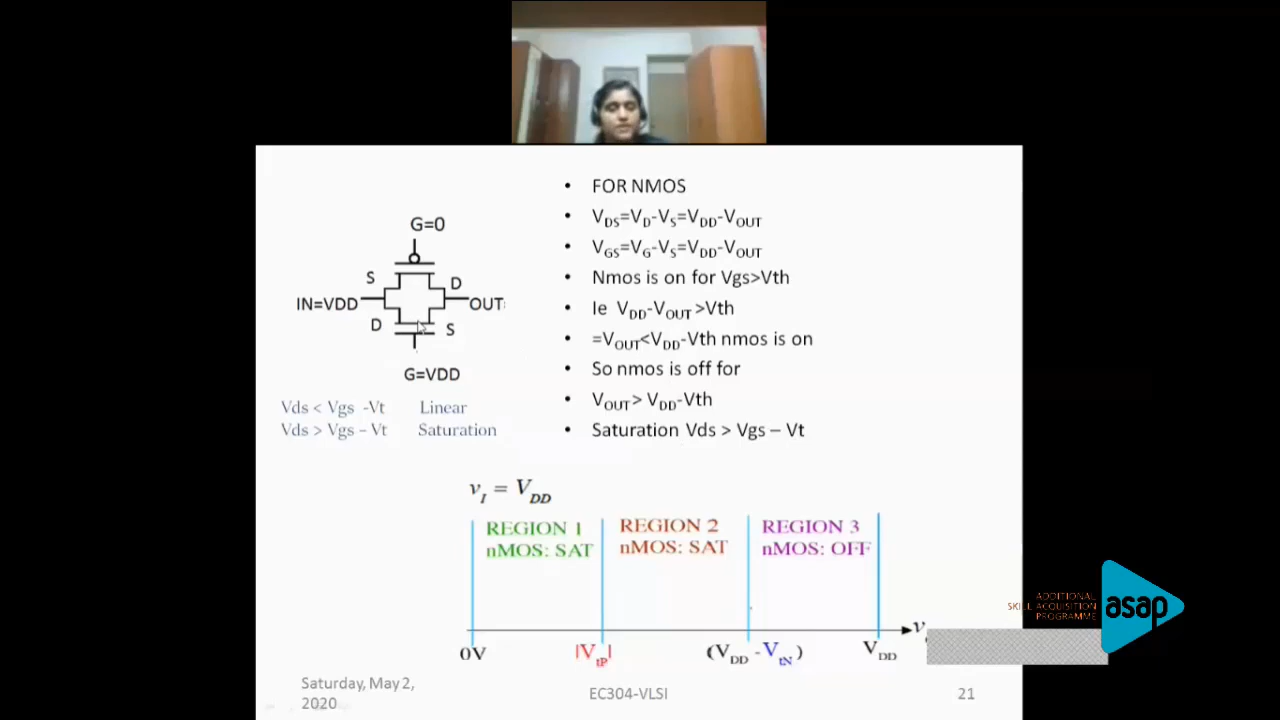 G=0
S
D
IN=VDD
OUT
D
S
G=VDD
Vds < Vgs -Vt Linear
Vds > Vgs – Vt Saturation
• FOR NMOS
• VDS=VD-VS=VDD-VOUT
• VGS=VG-VS=VDD-VOUT
• Nmos is on for Vgs>Vth
• Ie VDD-VOUT >Vth
• =VOUT<VDD-Vth nmos is on
• So nmos is off for
• VOUT> VDD-Vth
• Saturation Vds > Vgs – Vt
vI = VDD
REGION 1
nMOS: SAT
REGION 2
nMOS: SAT
REGION 3
nMOS: OFF
0V
|VtP|
(VDD -VtN)
VDD
v
ADDITIONAL
SKILL ACQUISITION
PROGRAMME
asap
Saturday, May 2,
2020
EC304-VLSI
21